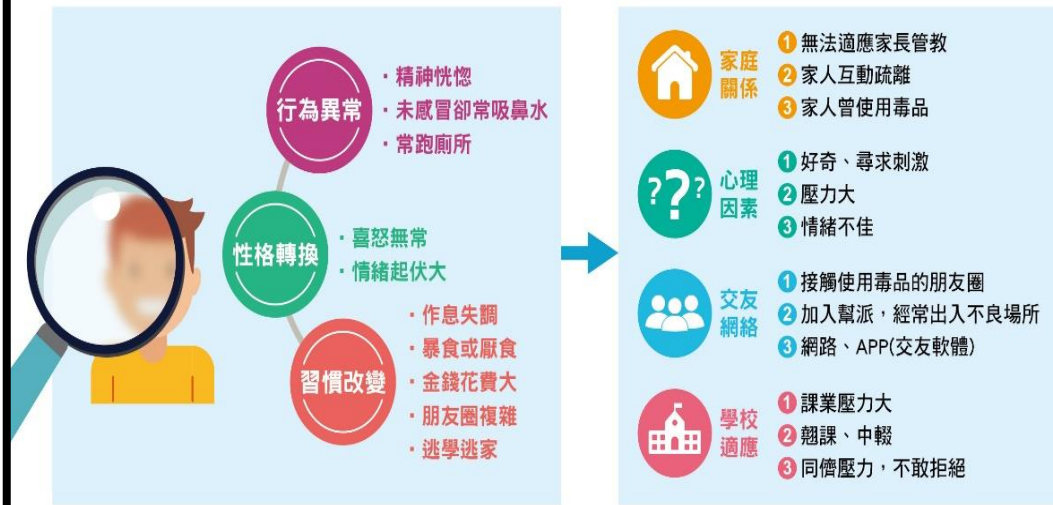 行為異常
・精神恍惚
・未感冒卻常吸鼻水
・常跑廁所
性格轉換
・喜怒無常
・情緒起伏大
習慣改變
・作息失調
・暴食或厭食
・金錢花費大
・朋友圈複雜
・逃學逃家
家庭
關係
1 無法適應家長管教
2 家人互動疏離
3 家人曾使用毒品
???
心理
因素
1 好奇、尋求刺激
2 壓力大
3 情緒不佳
交友
網絡
1 接觸使用毒品的朋友圈
2 加入幫派，經常出入不良場所
3 網路、APP(交友軟體)
學校
適應
1 課業壓力大
2 翹課、中輟
3 同儕壓力，不敢拒絕